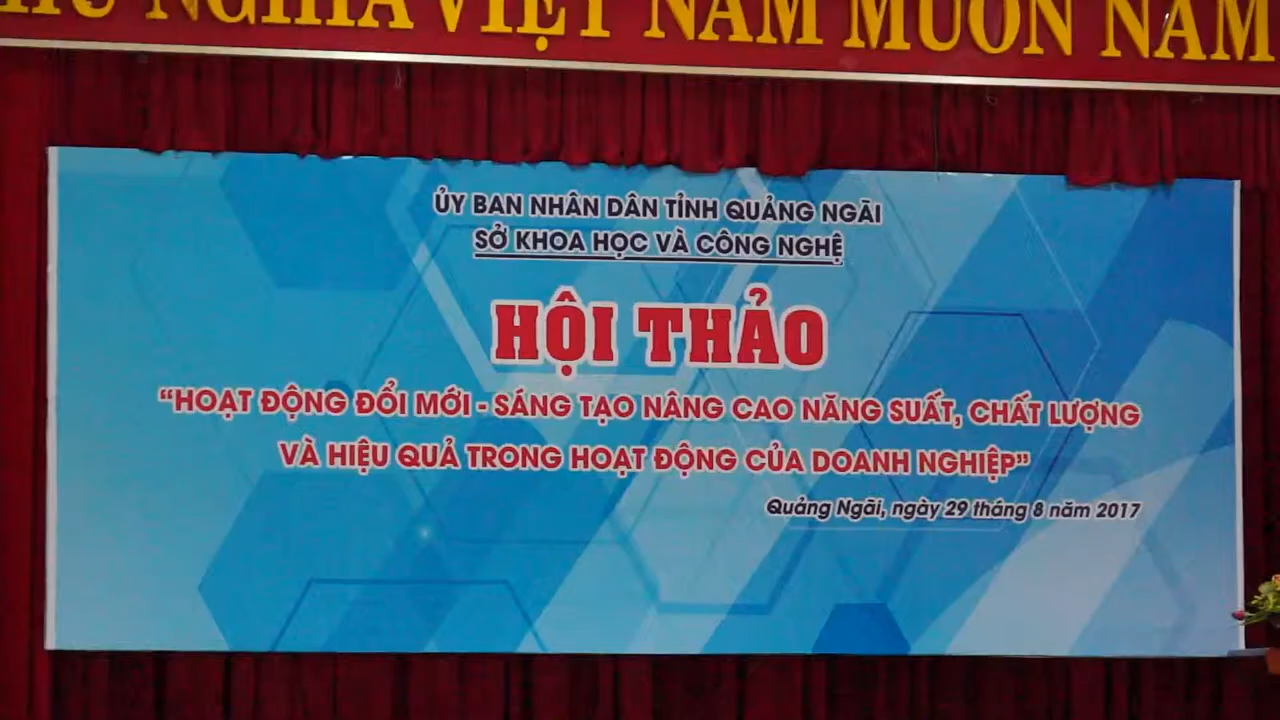 NGHĨA VIỆT NAM MUÔN NĂM
ỦY BAN NHÂN DÂN TỈNH QUẢNG NGÃI
SỞ KHOA HỌC VÀ CÔNG NGHỆ
HỘI THẢO
“HOẠT ĐỘNG ĐỔI MỚI - SÁNG TẠO NÂNG CAO NĂNG SUẤT, CHẤT LƯỢNG
VÀ HIỆU QUẢ TRONG HOẠT ĐỘNG CỦA DOANH NGHIỆP”
Quảng Ngãi, ngày 29 tháng 8 năm 2017